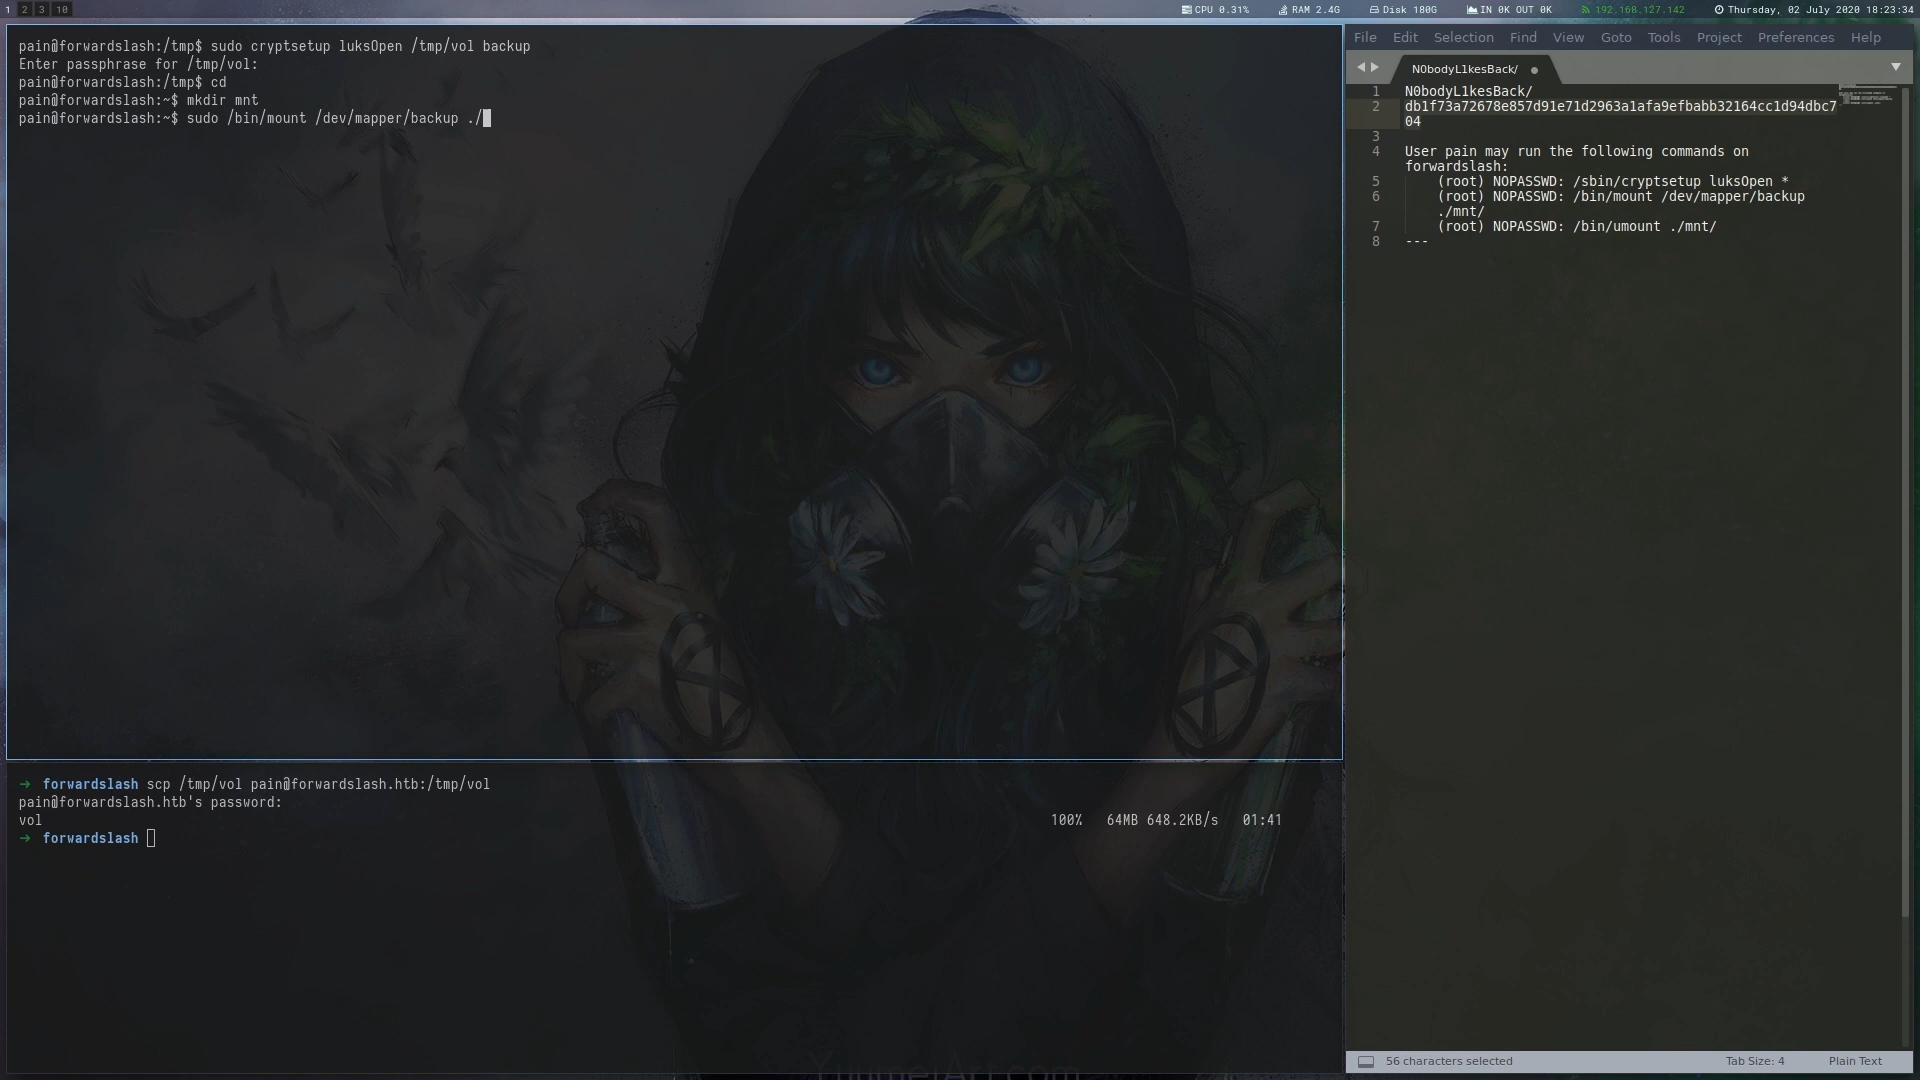 1 2 3 10 CPU 0.31% RAM 2.4G Disk 180G IN 0K OUT 0K 192.168.127.142 Thursday, 02 July 2020 18:23:34
pain@forwardslash:/tmp$ sudo cryptsetup luksOpen /tmp/vol backup
Enter passphrase for /tmp/vol:
pain@forwardslash:/tmp$ cd
pain@forwardslash:~$ mkdir mnt
pain@forwardslash:~$ sudo /bin/mount /dev/mapper/backup ./
➜ forwardslash scp /tmp/vol pain@forwardslash.htb:/tmp/vol
pain@forwardslash.htb's password:
vol 100% 64MB 648.2KB/s 01:41
➜ forwardslash
File Edit Selection Find View Goto Tools Project Preferences Help
N0bodyL1kesBack/
1 N0bodyL1kesBack/
2 db1f73a72678e857d91e71d2963a1afa9efbabb32164cc1d94dbc7
04
3
4 User pain may run the following commands on
forwardslash:
5 (root) NOPASSWD: /sbin/cryptsetup luksOpen *
6 (root) NOPASSWD: /bin/mount /dev/mapper/backup
./mnt/
7 (root) NOPASSWD: /bin/umount ./mnt/
8 ---
56 characters selected Tab Size: 4 Plain Text